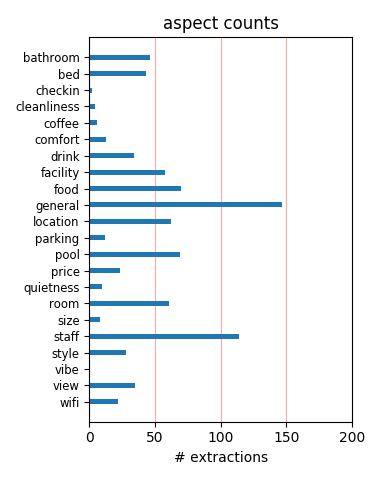 aspect counts
bathroom
bed
checkin
cleanliness
coffee
comfort
drink
facility
food
general
location
parking
pool
price
quietness
room
size
staff
style
vibe
view
wifi
0 50 100 150 200
# extractions